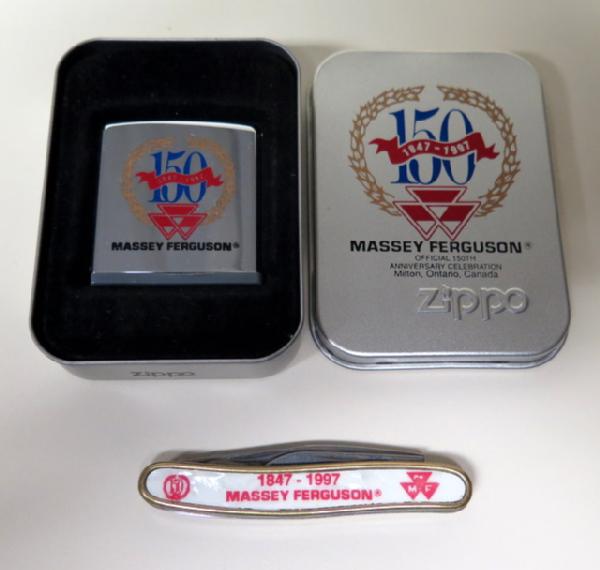 150
1847 - 1997
MASSEY FERGUSON®
Zippo
150
1847 - 1997
MASSEY FERGUSON®
OFFICIAL 150TH
ANNIVERSARY CELEBRATION
Milton, Ontario, Canada
Zippo
1847 - 1997
MASSEY FERGUSON®
MF